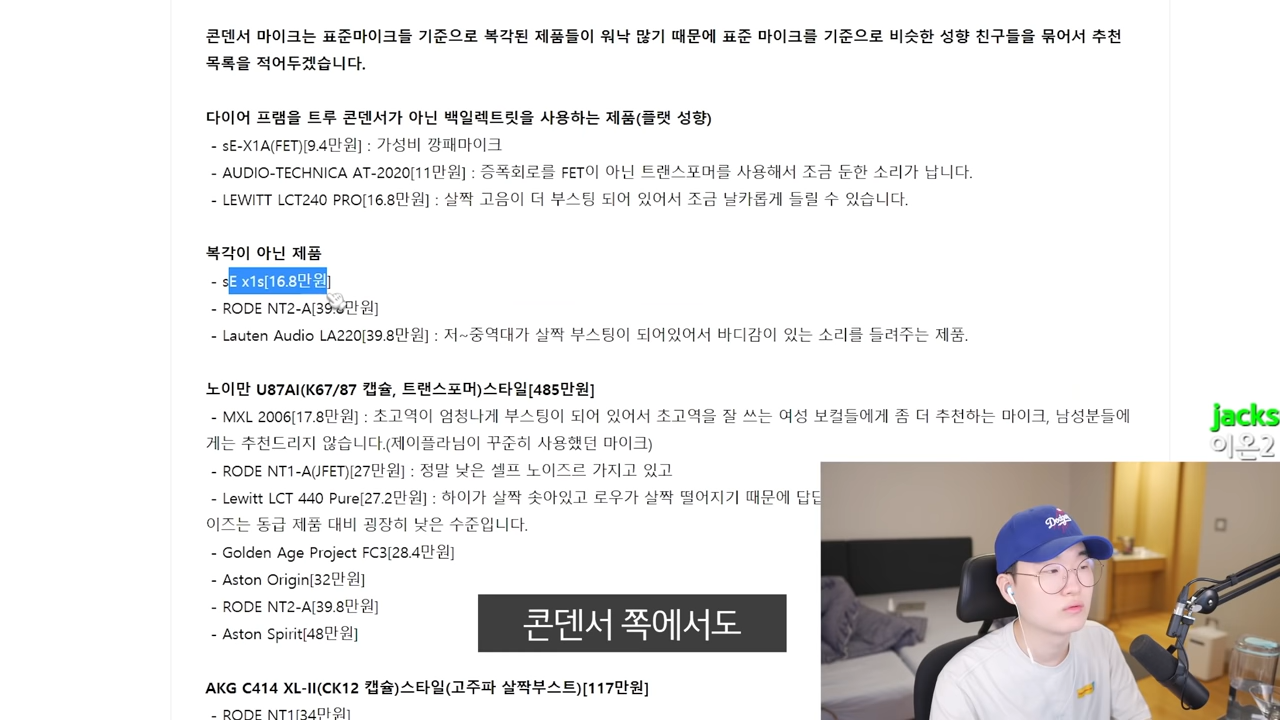 콘덴서 마이크는 표준마이크들 기준으로 복각된 제품들이 워낙 많기 때문에 표준 마이크를 기준으로 비슷한 성향 친구들을 묶어서 추천
목록을 적어두겠습니다.
다이어 프램을 트루 콘덴서가 아닌 백일렉트릿을 사용하는 제품(플랫 성향)
- sE-X1A(FET)[9.4만원] : 가성비 깡패마이크
- AUDIO-TECHNICA AT-2020[11만원] : 증폭회로를 FET이 아닌 트랜스포머를 사용해서 조금 둔한 소리가 납니다.
- LEWITT LCT240 PRO[16.8만원] : 살짝 고음이 더 부스팅 되어 있어서 조금 날카롭게 들릴 수 있습니다.
복각이 아닌 제품
- sE x1s[16.8만원]
- RODE NT2-A[39.8만원]
- Lauten Audio LA220[39.8만원] : 저~중역대가 살짝 부스팅이 되어있어서 바디감이 있는 소리를 들려주는 제품.
노이만 U87AI(K67/87 캡슐, 트랜스포머)스타일[485만원]
- MXL 2006[17.8만원] : 초고역이 엄청나게 부스팅이 되어 있어서 초고역을 잘 쓰는 여성 보컬들에게 좀 더 추천하는 마이크, 남성분들에
게는 추천드리지 않습니다.(제이플라님이 꾸준히 사용했던 마이크)
- RODE NT1-A(JFET)[27만원] : 정말 낮은 셀프 노이즈르 가지고 있고
- Lewitt LCT 440 Pure[27.2만원] : 하이가 살짝 솟아있고 로우가 살짝 떨어지기 때문에 답답
이즈는 동급 제품 대비 굉장히 낮은 수준입니다.
- Golden Age Project FC3[28.4만원]
- Aston Origin[32만원]
- RODE NT2-A[39.8만원]
- Aston Spirit[48만원]
AKG C414 XL-II(CK12 캡슐)스타일(고주파 살짝부스트)[117만원]
- RODE NT1[34만원]
jacks
이온2
Dodgers
콘덴서 쪽에서도